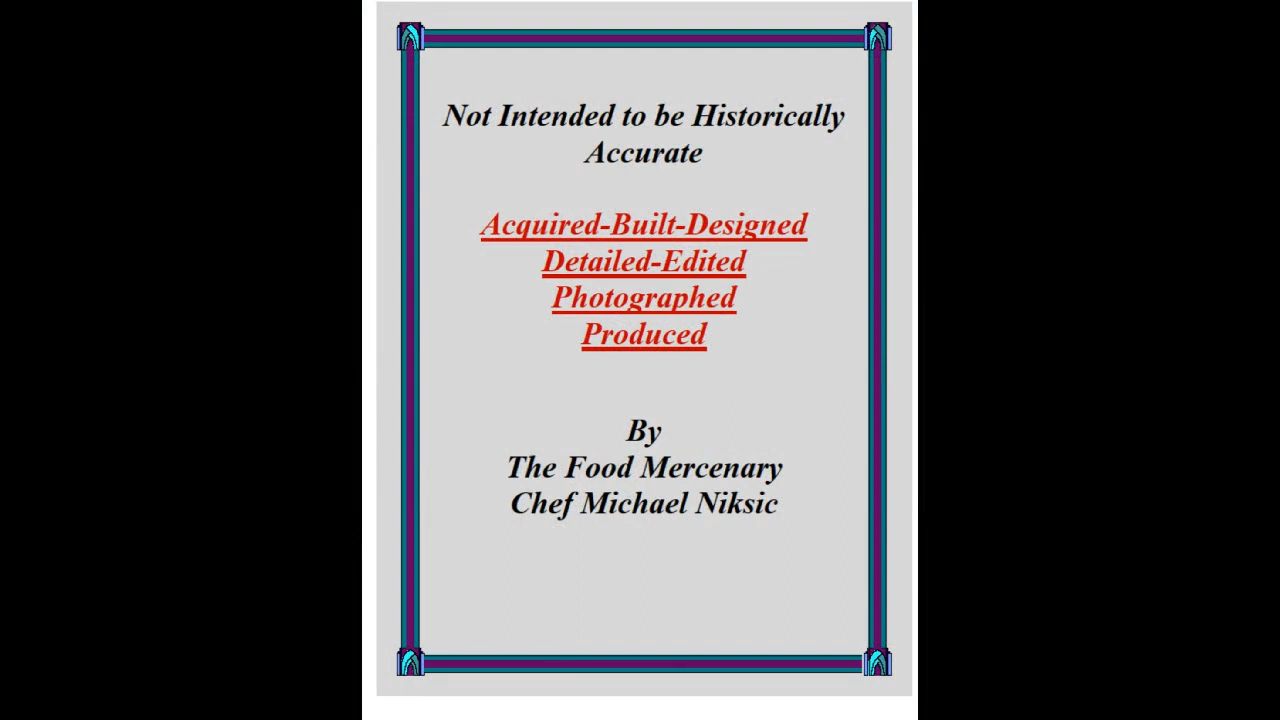 Not Intended to be Historically
Accurate
Acquired-Built-Designed
Detailed-Edited
Photographed
Produced
By
The Food Mercenary
Chef Michael Niksic